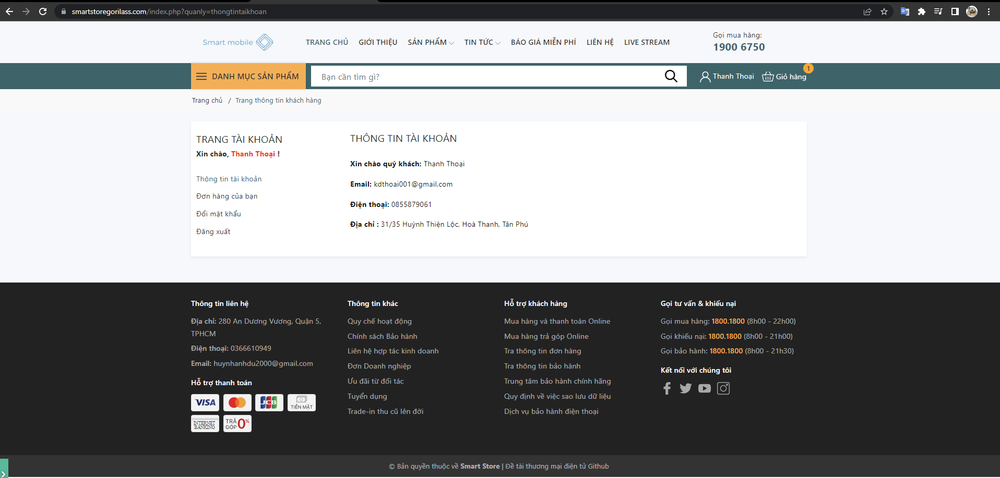 smartstoregorilass.com/index.php?quanly=thongtintaikhoan
Smart mobile
TRANG CHỦ GIỚI THIỆU SẢN PHẨM TIN TỨC BÁO GIÁ MIỄN PHÍ LIÊN HỆ LIVE STREAM
Gọi mua hàng:
1900 6750
DANH MỤC SẢN PHẨM
Bạn cần tìm gì?
Thanh Thoại
Giỏ hàng
1
Trang chủ / Trang thông tin khách hàng
TRANG TÀI KHOẢN
Xin chào, Thanh Thoại !
Thông tin tài khoản
Đơn hàng của bạn
Đổi mật khẩu
Đăng xuất
THÔNG TIN TÀI KHOẢN
Xin chào quý khách: Thanh Thoại
Email: kdthoai001@gmail.com
Điện thoại: 0855879061
Địa chỉ : 31/35 Huỳnh Thiện Lộc, Hoà Thanh, Tân Phú
Thông tin liên hệ
Địa chỉ: 280 An Dương Vương, Quận 5,
TPHCM
Điện thoại: 0366610949
Email: huynhanhdu2000@gmail.com
Hỗ trợ thanh toán
VISA
JCB
TIỀN MẶT
INTERNET
BANKING
TRẢ
GÓP 0%
Thông tin khác
Quy chế hoạt động
Chính sách Bảo hành
Liên hệ hợp tác kinh doanh
Đơn Doanh nghiệp
Ưu đãi từ đối tác
Tuyển dụng
Trade-in thu cũ lên đời
Hỗ trợ khách hàng
Mua hàng và thanh toán Online
Mua hàng trả góp Online
Tra thông tin đơn hàng
Tra thông tin bảo hành
Trung tâm bảo hành chính hãng
Quy định về việc sao lưu dữ liệu
Dịch vụ bảo hành điện thoại
Gọi tư vấn & khiếu nại
Gọi mua hàng: 1800.1800 (8h00 - 22h00)
Gọi khiếu nại: 1800.1800 (8h00 - 21h00)
Gọi bảo hành: 1800.1800 (8h00 - 21h30)
Kết nối với chúng tôi
© Bản quyền thuộc về Smart Store | Đề tài thương mại điện tử Github